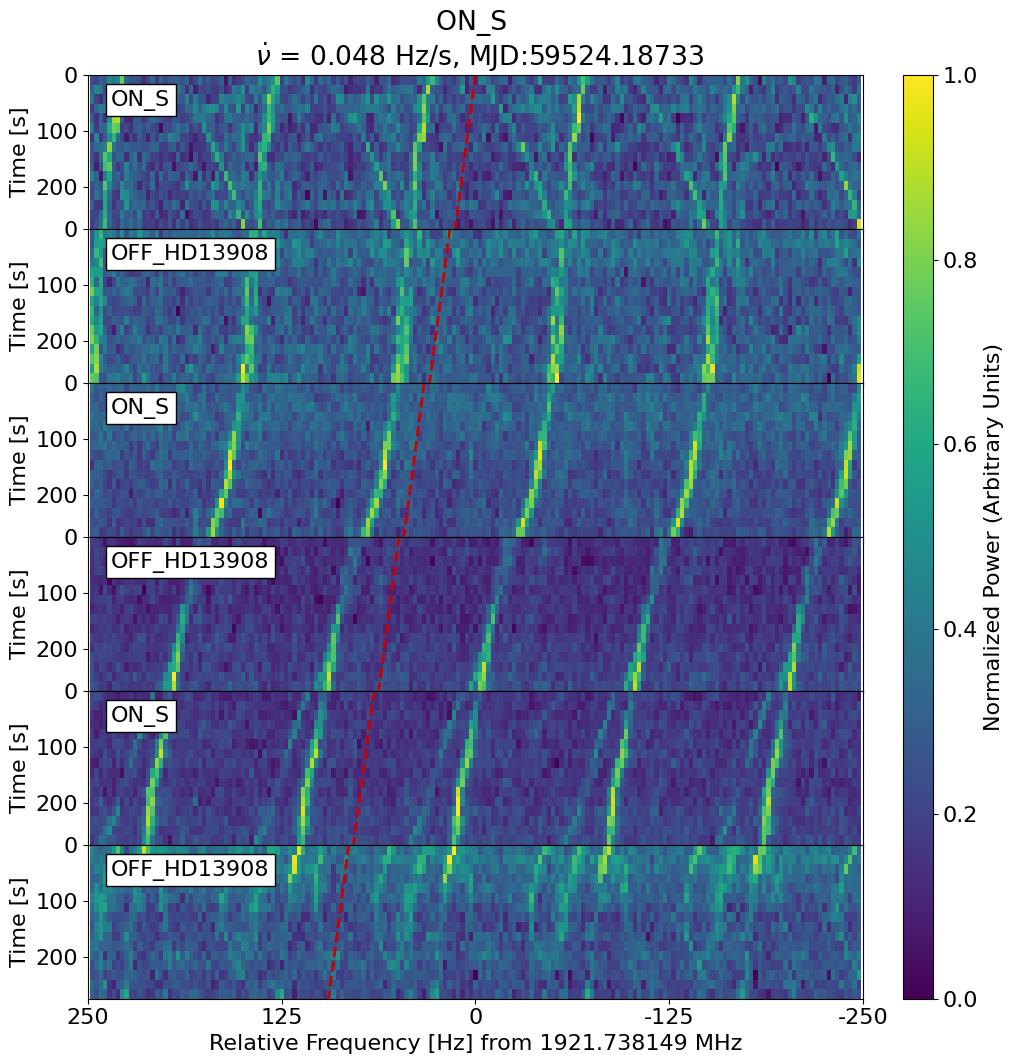 ON_S
ν̇ = 0.048 Hz/s, MJD:59524.18733
0
100
200
Time [s]
ON_S
0
100
200
Time [s]
OFF_HD13908
0
100
200
Time [s]
ON_S
0
100
200
Time [s]
OFF_HD13908
0
100
200
Time [s]
ON_S
0
100
200
Time [s]
OFF_HD13908
250 125 0 -125 -250
Relative Frequency [Hz] from 1921.738149 MHz
1.0
0.8
0.6
0.4
0.2
0.0
Normalized Power (Arbitrary Units)